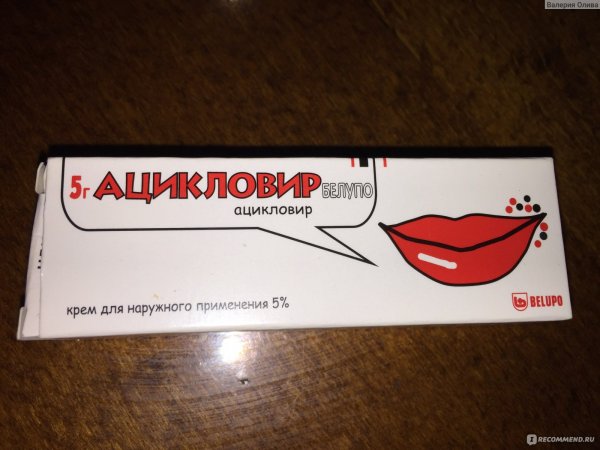 Валерия Олива
5г АЦИКЛОВИР БЕЛУПО
ацикловир
крем для наружного применения 5%
BELUPO
RECOMMEND.RU